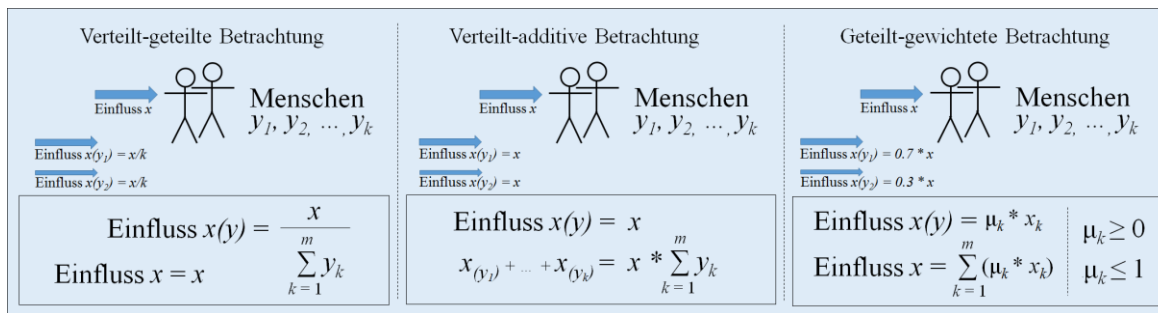 Verteilt-geteilte Betrachtung
Einfluss x
Menschen
y₁, y₂, ..., yₖ
Einfluss x(y₁) = x/k
Einfluss x(y₂) = x/k
Einfluss x(y) = x / ∑ₖ₌₁ᵐ yₖ
Einfluss x = x
Verteilt-additive Betrachtung
Einfluss x
Menschen
y₁, y₂, ..., yₖ
Einfluss x(y₁) = x
Einfluss x(y₂) = x
Einfluss x(y) = x
x₍y₁₎ + ... + x₍yₖ₎ = x * ∑ₖ₌₁ᵐ yₖ
Geteilt-gewichtete Betrachtung
Einfluss x
Menschen
y₁, y₂, ..., yₖ
Einfluss x(y₁) = 0.7 * x
Einfluss x(y₂) = 0.3 * x
Einfluss x(y) = μₖ * xₖ
Einfluss x = ∑ₖ₌₁ᵐ (μₖ * xₖ)
μₖ ≥ 0
μₖ ≤ 1